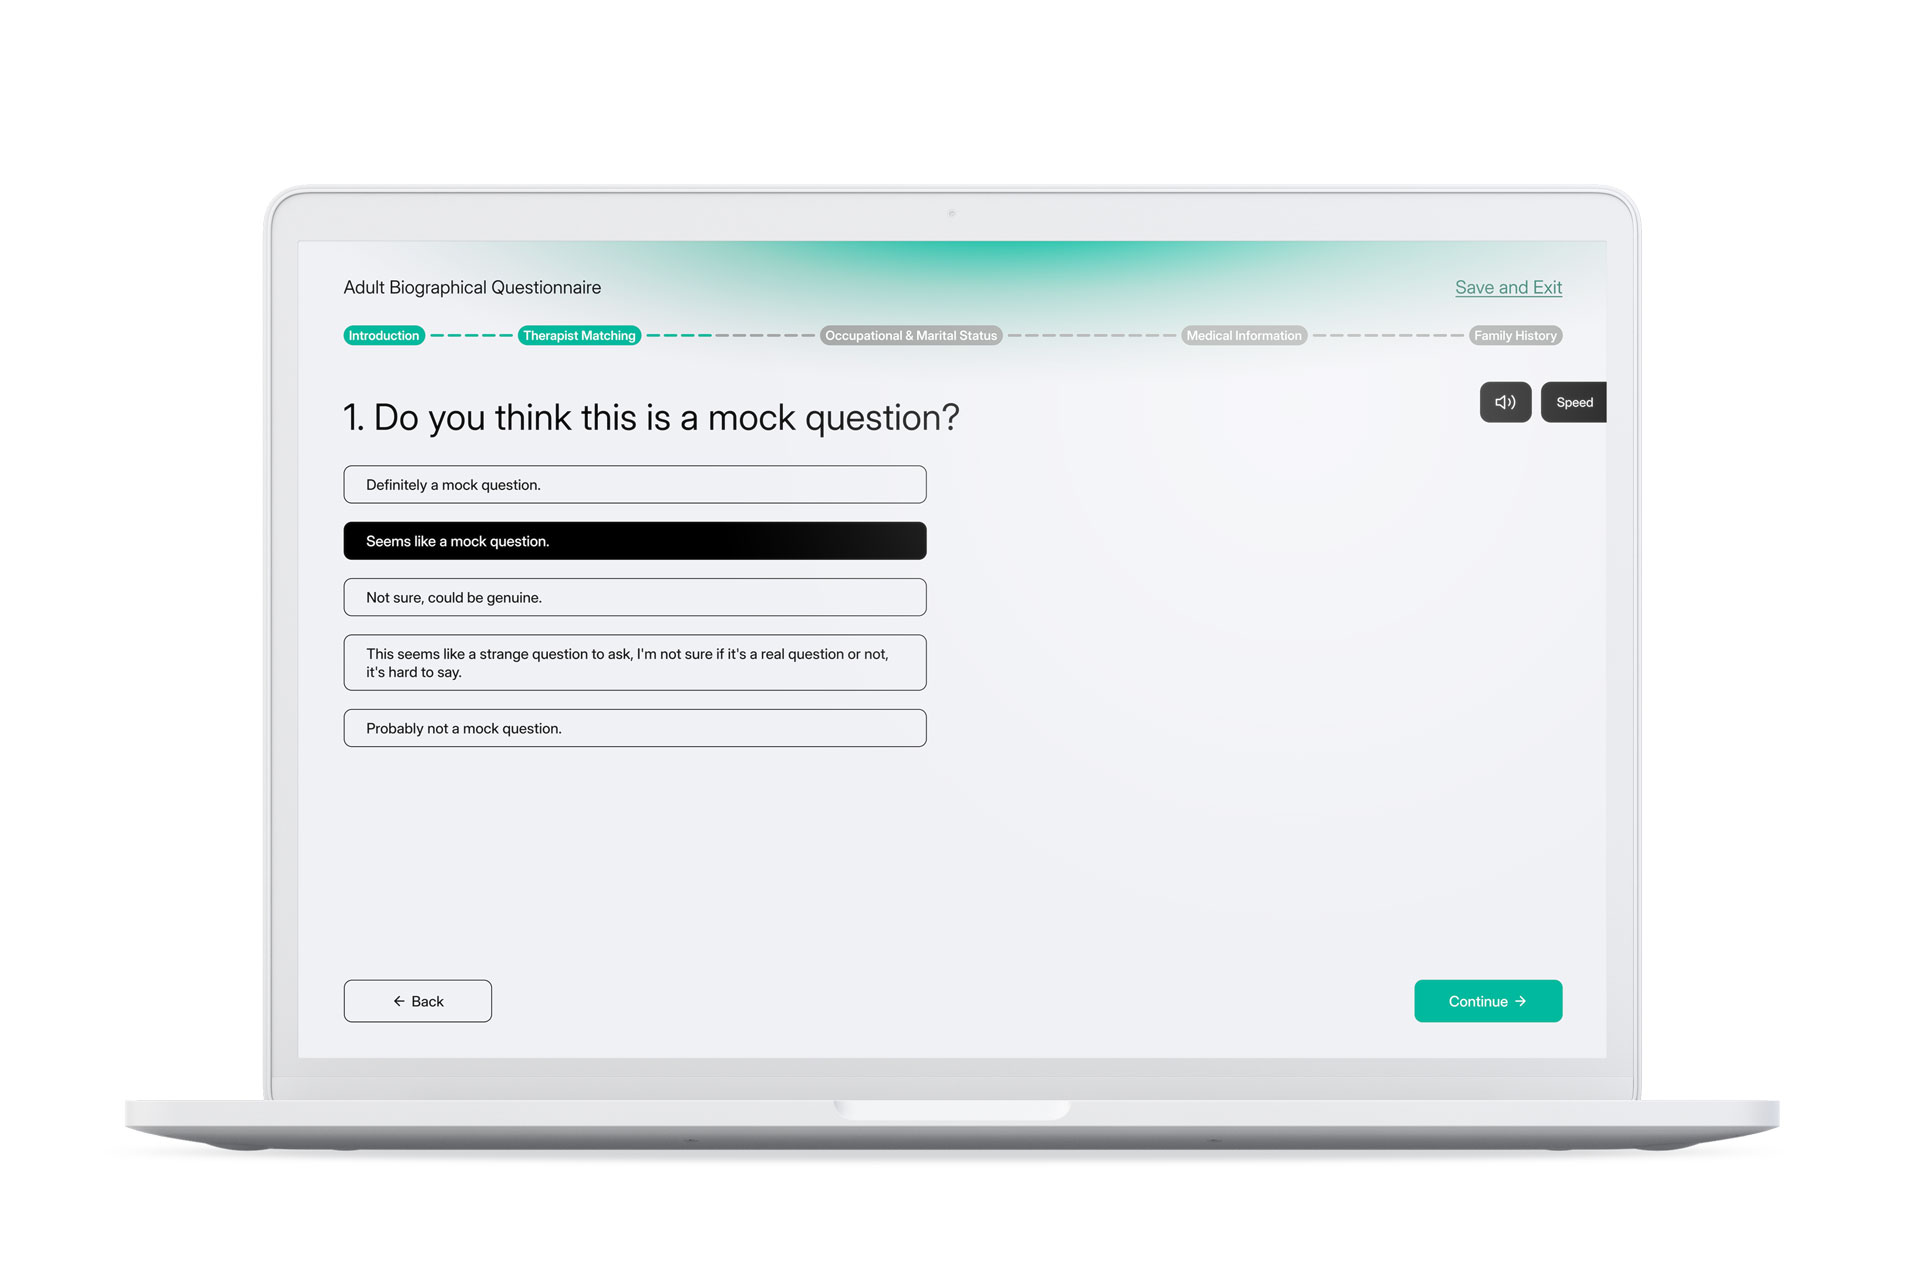 Adult Biographical Questionnaire
Save and Exit
Introduction
Therapist Matching
Occupational & Marital Status
Medical Information
Family History
1. Do you think this is a mock question?
Speed
Definitely a mock question.
Seems like a mock question.
Not sure, could be genuine.
This seems like a strange question to ask, I'm not sure if it's a real question or not,
it's hard to say.
Probably not a mock question.
← Back
Continue →